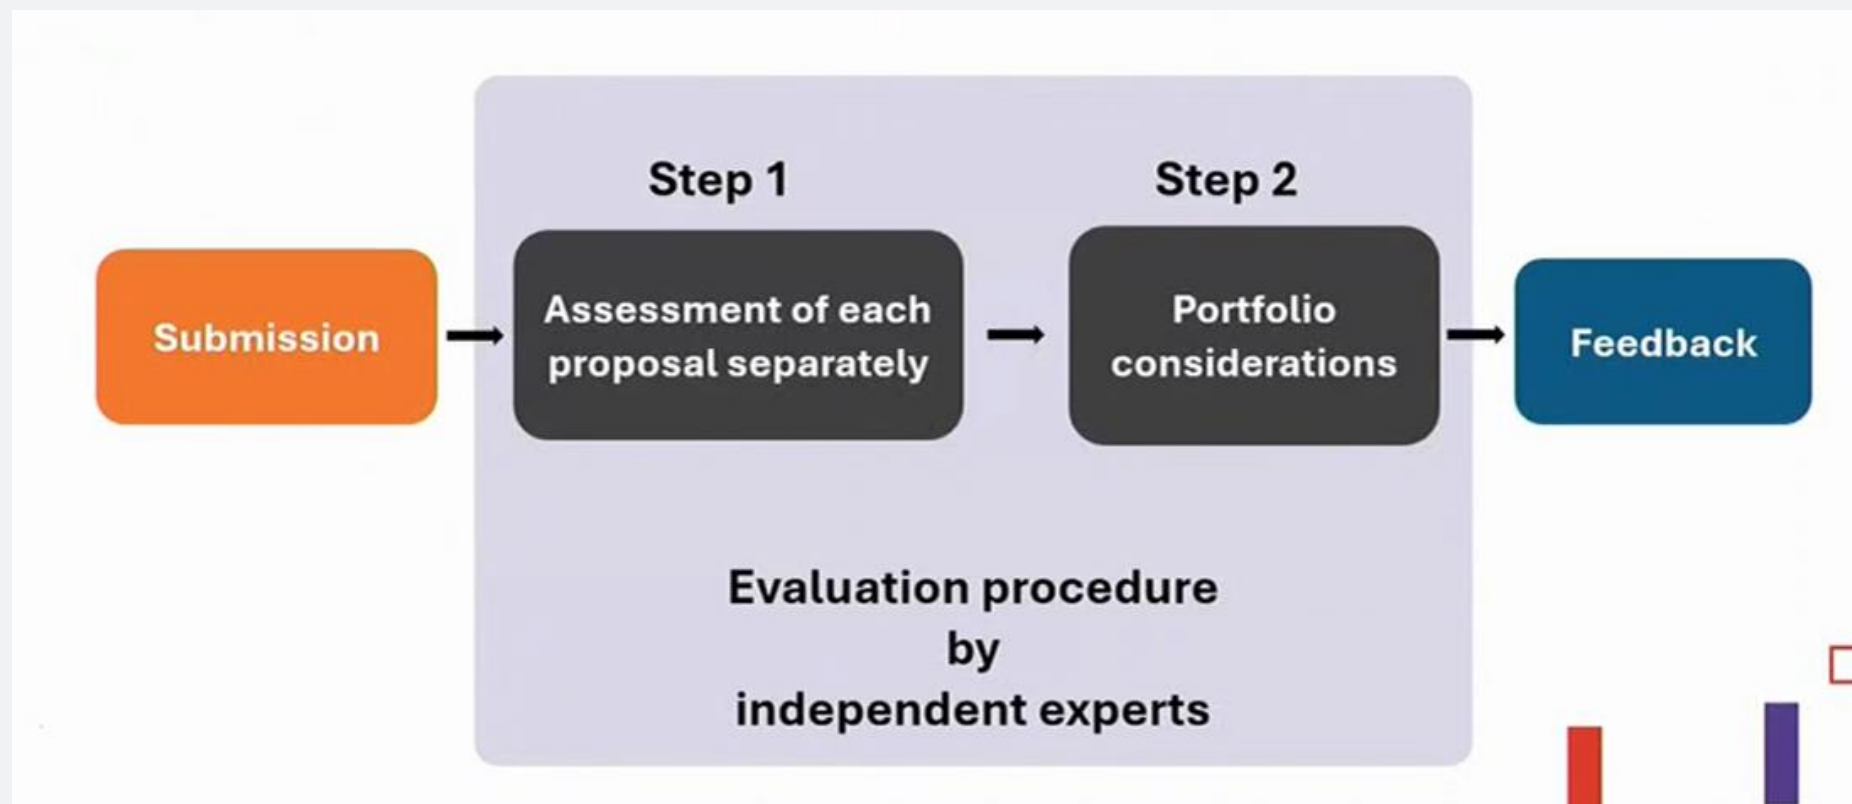 Step 1
Step 2
Submission
Assessment of each
proposal separately
Portfolio
considerations
Feedback
Evaluation procedure
by
independent experts